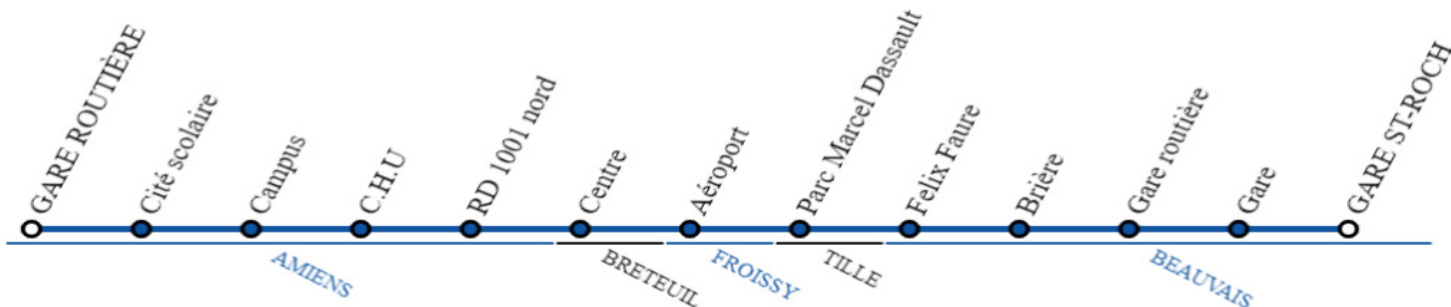 GARE ROUTIÈRE
Cité scolaire
Campus
C.H.U
RD 1001 nord
Centre
Aéroport
Parc Marcel Dassault
Felix Faure
Brière
Gare routière
Gare
GARE ST-ROCH
AMIENS
BRETEUIL
FROISSY
TILLE
BEAUVAIS